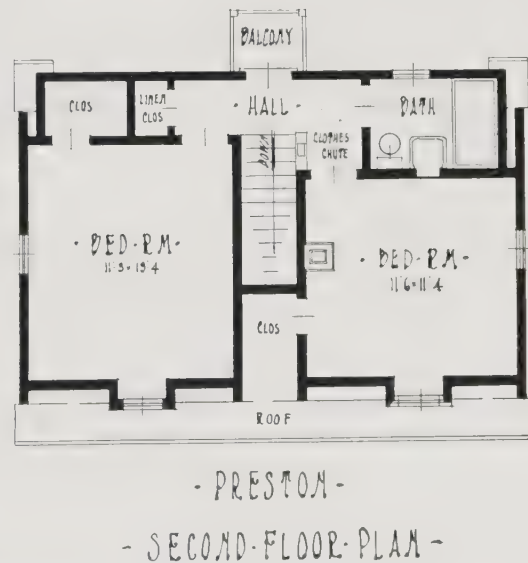 BALCONY
CLOS
LINEN
CLOS
· HALL ·
BATH
DOWN
CLOTHES
CHUTE
· BED · RM ·
11'3 × 15'4
· BED · RM ·
11'6 × 11'4
CLOS
ROOF
- PRESTON -
- SECOND · FLOOR · PLAN -